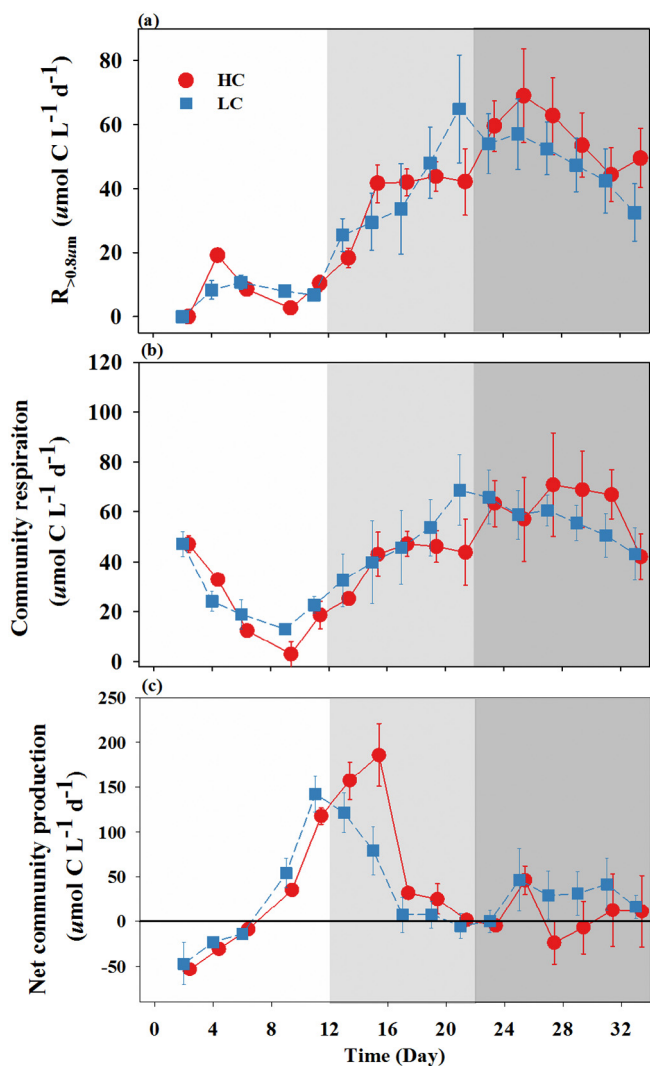 (a)
80
60
40
20
0
R>0.8um (umol C L-1 d-1)
HC
LC
(b)
120
100
80
60
40
20
0
Community respiraiton
(umol C L-1 d-1)
(c)
250
200
150
100
50
0
−50
Net community production
(umol C L-1 d-1)
0 4 8 12 16 20 24 28 32
Time (Day)